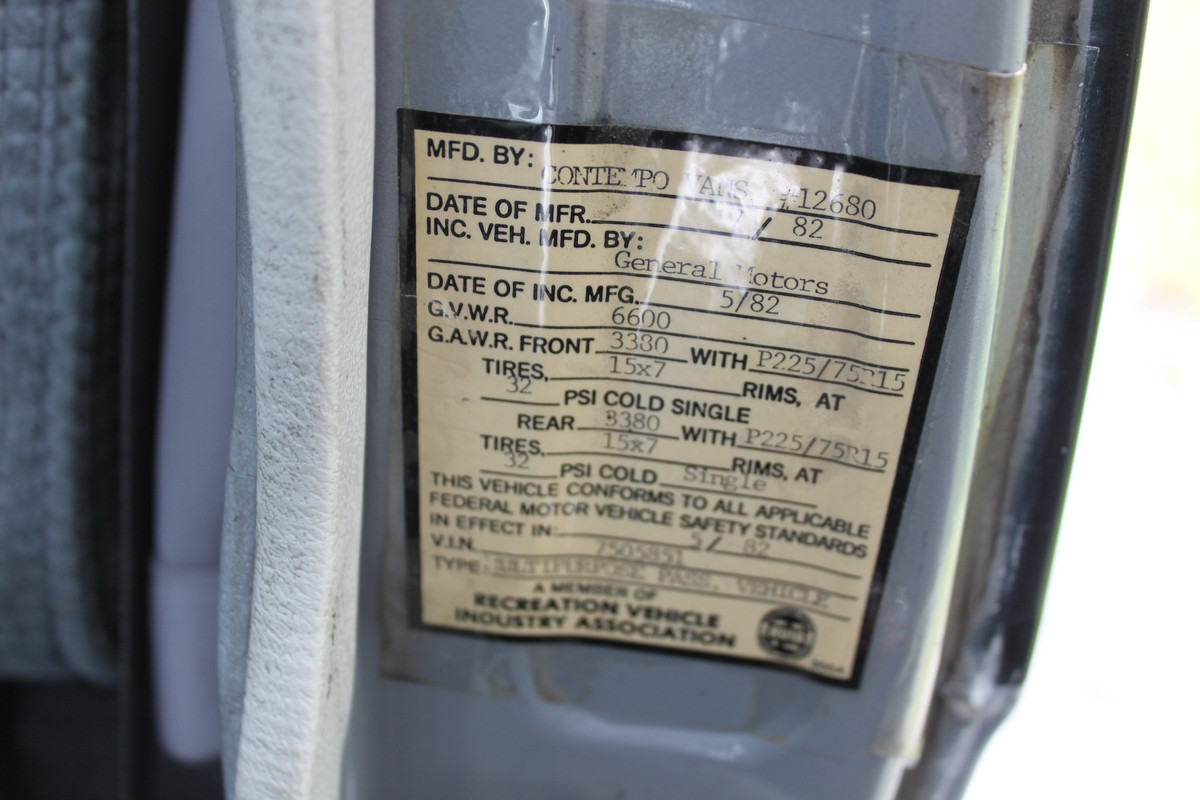 MFD. BY:
CONTEMPO VANS #12680
DATE OF MFR. 5/ 82
INC. VEH. MFD. BY:
General Motors
DATE OF INC. MFG. 5/82
G.V.W.R. 6600
G.A.W.R. FRONT 3380 WITH P225/75R15
TIRES, 15x7 RIMS, AT
32 PSI COLD SINGLE
REAR 3380 WITH P225/75R15
TIRES, 15x7 RIMS, AT
32 PSI COLD Single
THIS VEHICLE CONFORMS TO ALL APPLICABLE
FEDERAL MOTOR VEHICLE SAFETY STANDARDS
IN EFFECT IN: 5/ 82
V.I.N. 7505851
TYPE: MULTIPURPOSE PASS. VEHICLE
A MEMBER OF
RECREATION VEHICLE
INDUSTRY ASSOCIATION